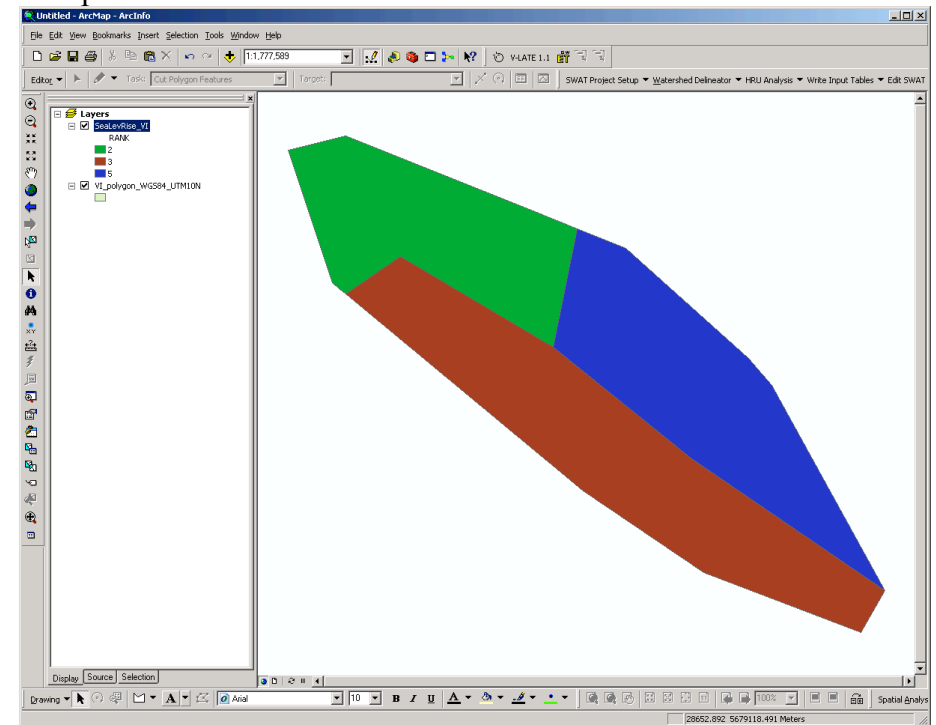 Untitled - ArcMap - ArcInfo
File Edit View Bookmarks Insert Selection Tools Window Help
1:1,777,589 V-LATE 1.1
Editor Task: Cut Polygon Features Target: SWAT Project Setup Watershed Delineator HRU Analysis Write Input Tables Edit SWAT
Layers
SeaLevRise_VI
RANK
2
3
5
VI_polygon_WGS84_UTM10N
XY
Display Source Selection
Drawing A Arial 10 B I U A 100% Spatial Analys
28652.892 5679118.491 Meters